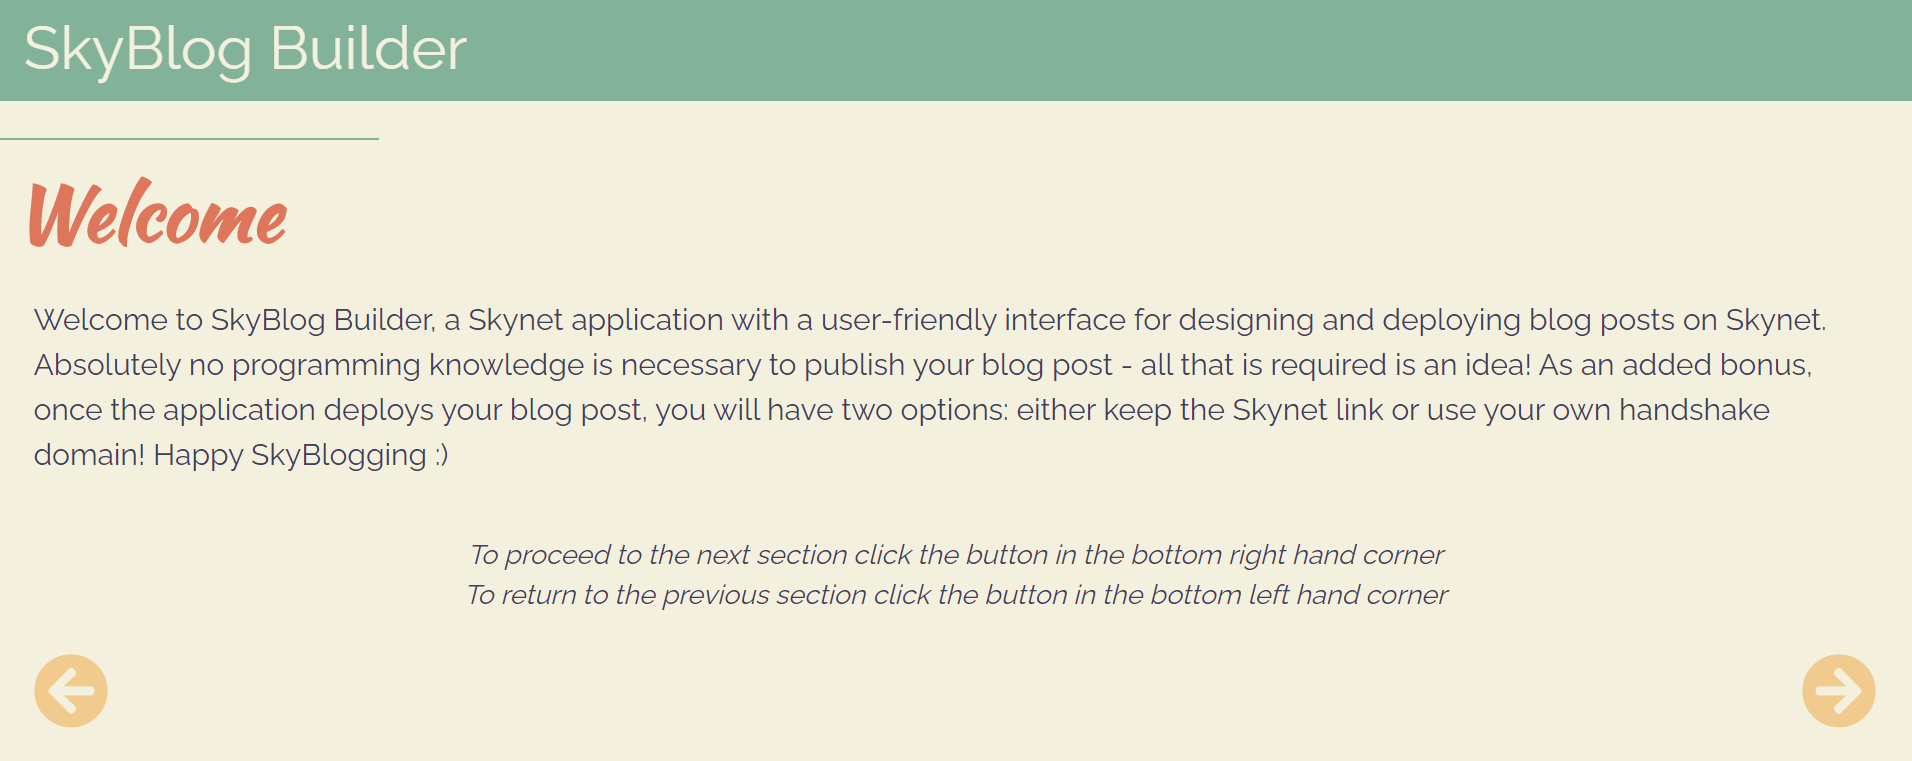 SkyBlog Builder
Welcome
Welcome to SkyBlog Builder, a Skynet application with a user-friendly interface for designing and deploying blog posts on Skynet.
Absolutely no programming knowledge is necessary to publish your blog post - all that is required is an idea! As an added bonus,
once the application deploys your blog post, you will have two options: either keep the Skynet link or use your own handshake
domain! Happy SkyBlogging :)
To proceed to the next section click the button in the bottom right hand corner
To return to the previous section click the button in the bottom left hand corner